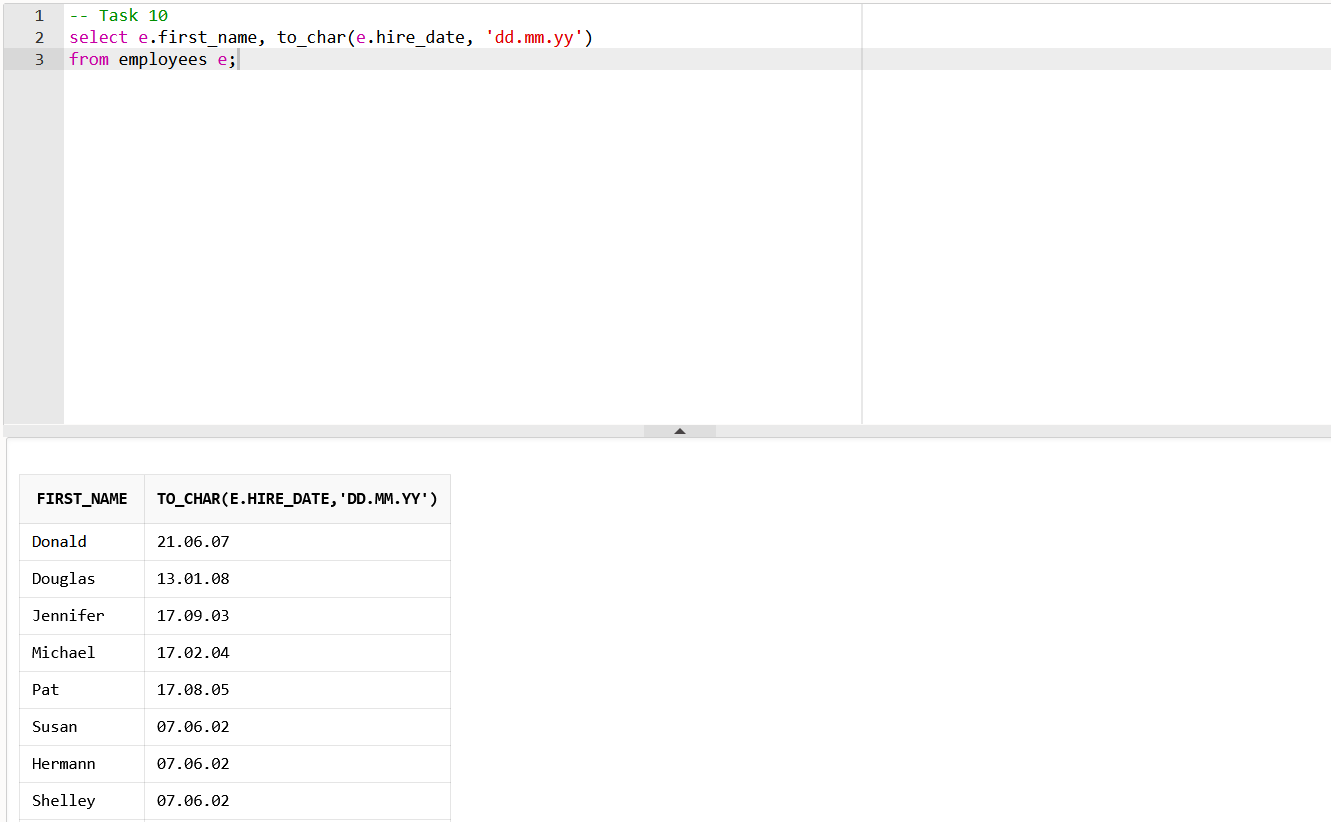 1 -- Task 10
2 select e.first_name, to_char(e.hire_date, 'dd.mm.yy')
3 from employees e;
FIRST_NAME TO_CHAR(E.HIRE_DATE,'DD.MM.YY')
Donald 21.06.07
Douglas 13.01.08
Jennifer 17.09.03
Michael 17.02.04
Pat 17.08.05
Susan 07.06.02
Hermann 07.06.02
Shelley 07.06.02